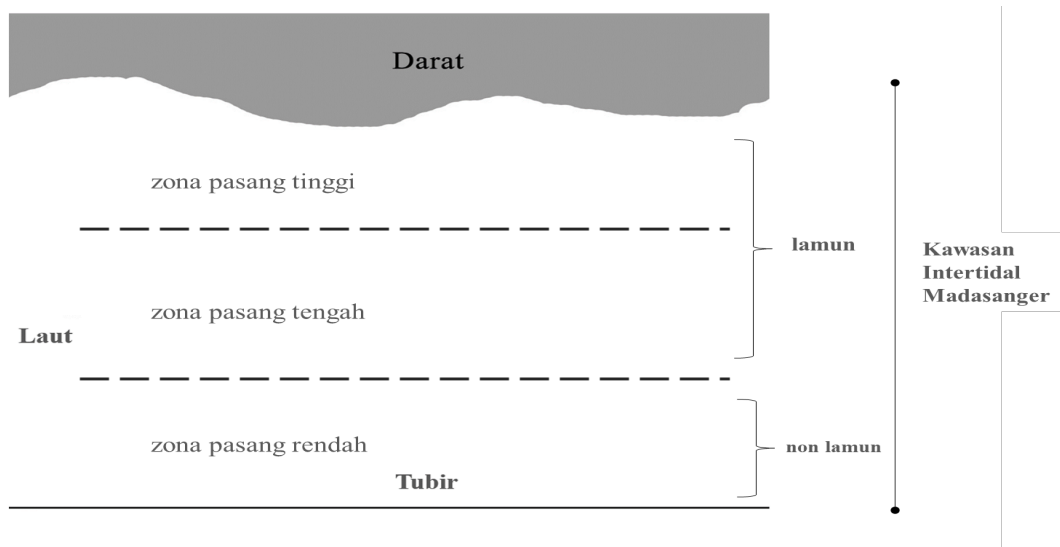 Darat
zona pasang tinggi
lamun
Kawasan
Intertidal
Madasanger
zona pasang tengah
Laut
zona pasang rendah
non lamun
Tubir